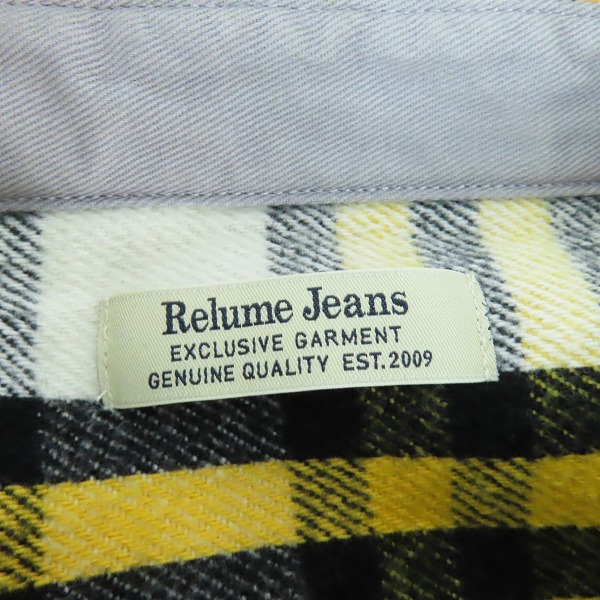 Relume Jeans
EXCLUSIVE GARMENT
GENUINE QUALITY EST.2009